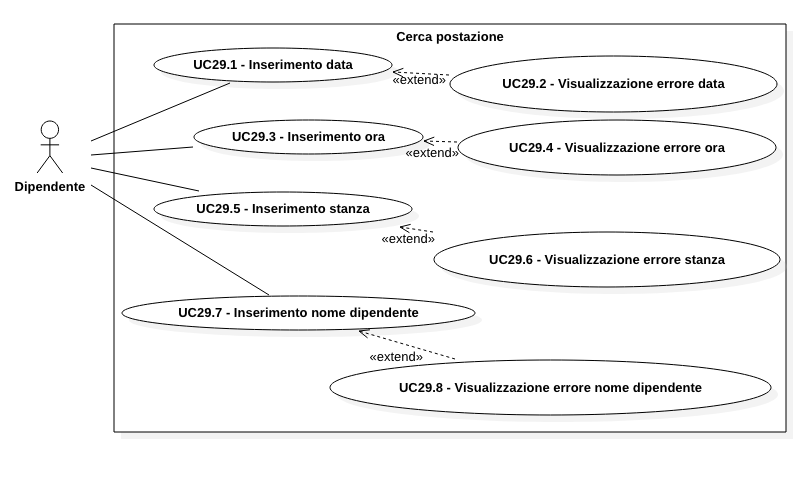 Cerca postazione
UC29.1 - Inserimento data
«extend»
UC29.2 - Visualizzazione errore data
UC29.3 - Inserimento ora
«extend»
UC29.4 - Visualizzazione errore ora
Dipendente
UC29.5 - Inserimento stanza
«extend»
UC29.6 - Visualizzazione errore stanza
UC29.7 - Inserimento nome dipendente
«extend»
UC29.8 - Visualizzazione errore nome dipendente